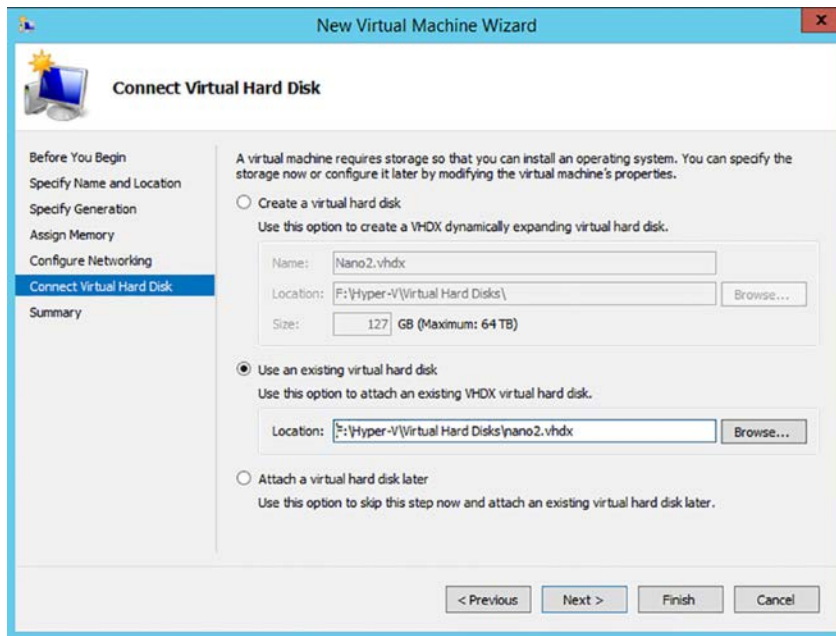 New Virtual Machine Wizard
x
Connect Virtual Hard Disk
Before You Begin
Specify Name and Location
Specify Generation
Assign Memory
Configure Networking
Connect Virtual Hard Disk
Summary
A virtual machine requires storage so that you can install an operating system. You can specify the
storage now or configure it later by modifying the virtual machine's properties.
Create a virtual hard disk
Use this option to create a VHDX dynamically expanding virtual hard disk.
Name: Nano2.vhdx
Location: F:\Hyper-V\Virtual Hard Disks\ Browse...
Size: 127 GB (Maximum: 64 TB)
Use an existing virtual hard disk
Use this option to attach an existing VHDX virtual hard disk.
Location: F:\Hyper-V\Virtual Hard Disks\nano2.vhdx Browse...
Attach a virtual hard disk later
Use this option to skip this step now and attach an existing virtual hard disk later.
< Previous Next > Finish Cancel